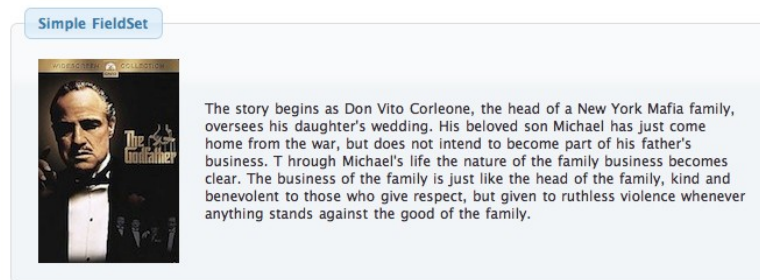 Simple FieldSet
WIDESCREEN COLLECTION
The
Godfather
The story begins as Don Vito Corleone, the head of a New York Mafia family,
oversees his daughter's wedding. His beloved son Michael has just come
home from the war, but does not intend to become part of his father's
business. T hrough Michael's life the nature of the family business becomes
clear. The business of the family is just like the head of the family, kind and
benevolent to those who give respect, but given to ruthless violence whenever
anything stands against the good of the family.